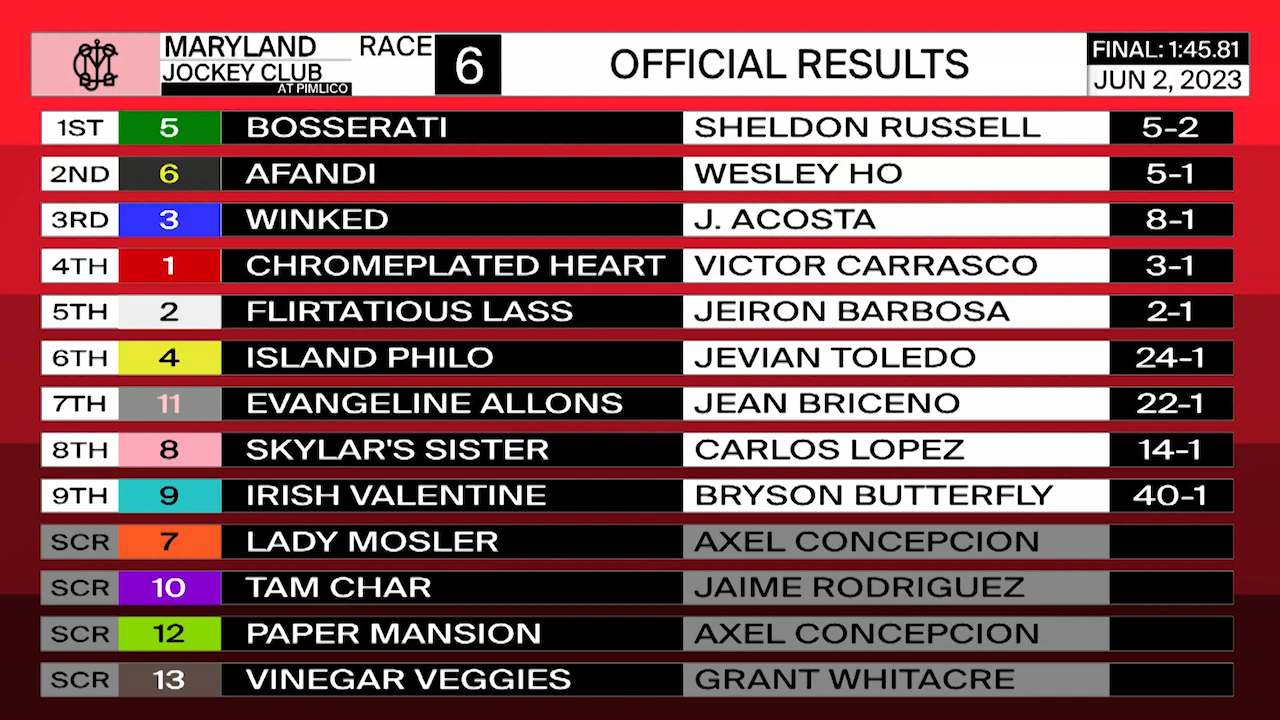 MARYLAND
JOCKEY CLUB
AT PIMLICO
RACE 6
OFFICIAL RESULTS
FINAL: 1:45.81
JUN 2, 2023
1ST 5 BOSSERATI SHELDON RUSSELL 5-2
2ND 6 AFANDI WESLEY HO 5-1
3RD 3 WINKED J. ACOSTA 8-1
4TH 1 CHROMEPLATED HEART VICTOR CARRASCO 3-1
5TH 2 FLIRTATIOUS LASS JEIRON BARBOSA 2-1
6TH 4 ISLAND PHILO JEVIAN TOLEDO 24-1
7TH 11 EVANGELINE ALLONS JEAN BRICENO 22-1
8TH 8 SKYLAR'S SISTER CARLOS LOPEZ 14-1
9TH 9 IRISH VALENTINE BRYSON BUTTERFLY 40-1
SCR 7 LADY MOSLER AXEL CONCEPCION
SCR 10 TAM CHAR JAIME RODRIGUEZ
SCR 12 PAPER MANSION AXEL CONCEPCION
SCR 13 VINEGAR VEGGIES GRANT WHITACRE